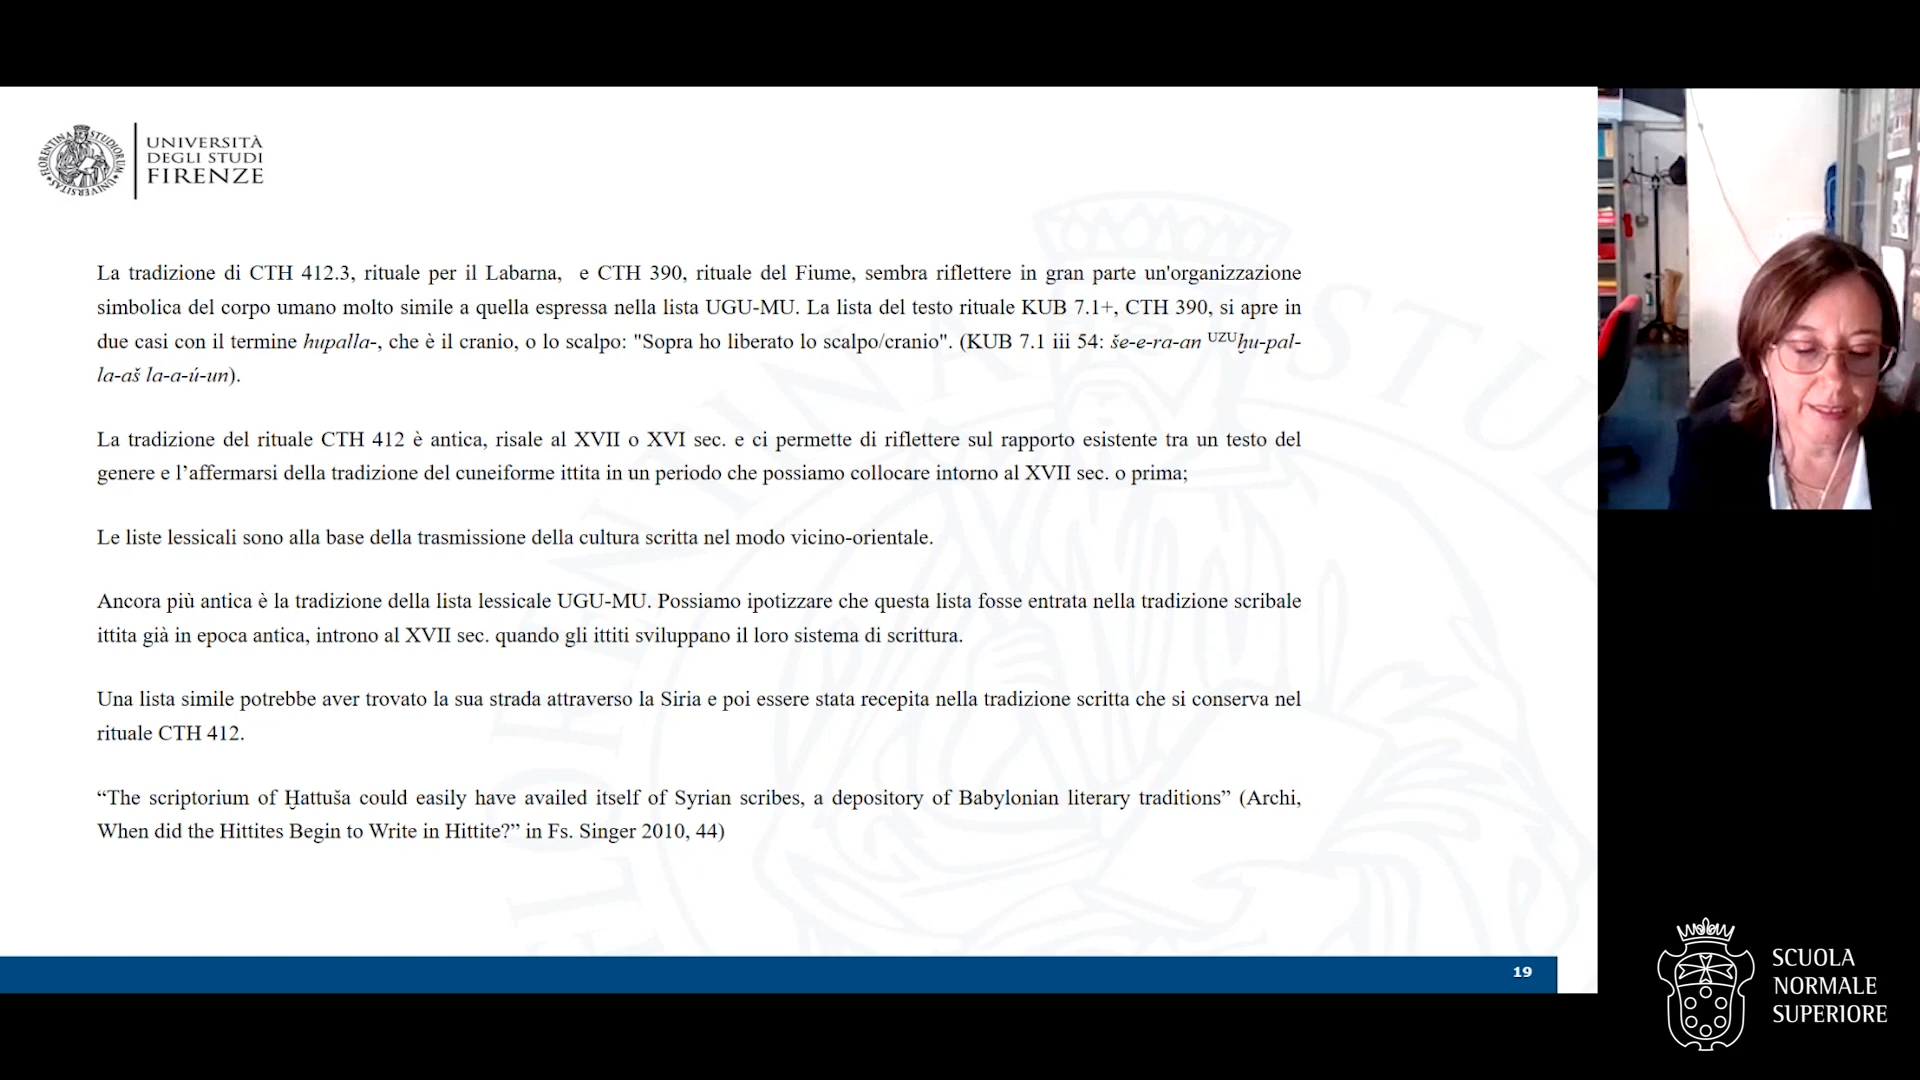 UNIVERSITÀ
DEGLI STUDI
FIRENZE
La tradizione di CTH 412.3, rituale per il Labarna, e CTH 390, rituale del Fiume, sembra riflettere in gran parte un'organizzazione
simbolica del corpo umano molto simile a quella espressa nella lista UGU-MU. La lista del testo rituale KUB 7.1+, CTH 390, si apre in
due casi con il termine hupalla-, che è il cranio, o lo scalpo: "Sopra ho liberato lo scalpo/cranio". (KUB 7.1 iii 54: še-e-ra-an UZUḫu-pal-
la-aš la-a-ú-un).
La tradizione del rituale CTH 412 è antica, risale al XVII o XVI sec. e ci permette di riflettere sul rapporto esistente tra un testo del
genere e l’affermarsi della tradizione del cuneiforme ittita in un periodo che possiamo collocare intorno al XVII sec. o prima;
Le liste lessicali sono alla base della trasmissione della cultura scritta nel modo vicino-orientale.
Ancora più antica è la tradizione della lista lessicale UGU-MU. Possiamo ipotizzare che questa lista fosse entrata nella tradizione scribale
ittita già in epoca antica, introno al XVII sec. quando gli ittiti sviluppano il loro sistema di scrittura.
Una lista simile potrebbe aver trovato la sua strada attraverso la Siria e poi essere stata recepita nella tradizione scritta che si conserva nel
rituale CTH 412.
“The scriptorium of Ḫattuša could easily have availed itself of Syrian scribes, a depository of Babylonian literary traditions” (Archi,
When did the Hittites Begin to Write in Hittite?” in Fs. Singer 2010, 44)
19
SCUOLA
NORMALE
SUPERIORE